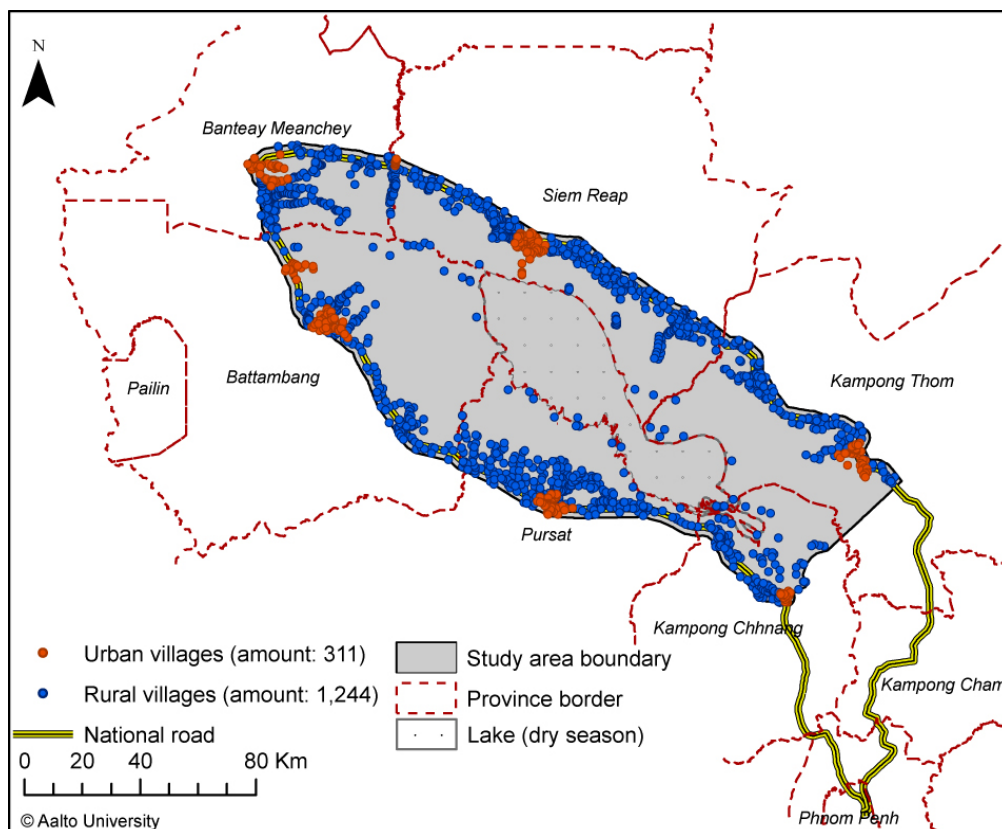 N
Banteay Meanchey
Siem Reap
Kampong Thom
Pailin
Battambang
Pursat
Kampong Chhnang
Kampong Cham
Phnom Penh
Urban villages (amount: 311)
Rural villages (amount: 1,244)
National road
Study area boundary
Province border
Lake (dry season)
0 20 40 80 Km
© Aalto University